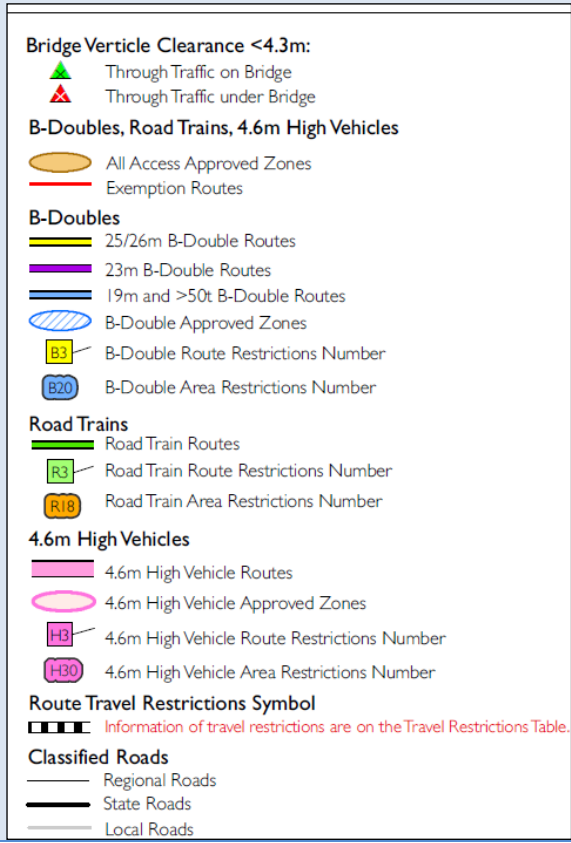 Bridge Verticle Clearance <4.3m:
Through Traffic on Bridge
Through Traffic under Bridge
B-Doubles, Road Trains, 4.6m High Vehicles
All Access Approved Zones
Exemption Routes
B-Doubles
25/26m B-Double Routes
23m B-Double Routes
19m and >50t B-Double Routes
B-Double Approved Zones
B3 B-Double Route Restrictions Number
B20 B-Double Area Restrictions Number
Road Trains
Road Train Routes
R3 Road Train Route Restrictions Number
R18 Road Train Area Restrictions Number
4.6m High Vehicles
4.6m High Vehicle Routes
4.6m High Vehicle Approved Zones
H3 4.6m High Vehicle Route Restrictions Number
H30 4.6m High Vehicle Area Restrictions Number
Route Travel Restrictions Symbol
Information of travel restrictions are on the Travel Restrictions Table.
Classified Roads
Regional Roads
State Roads
Local Roads